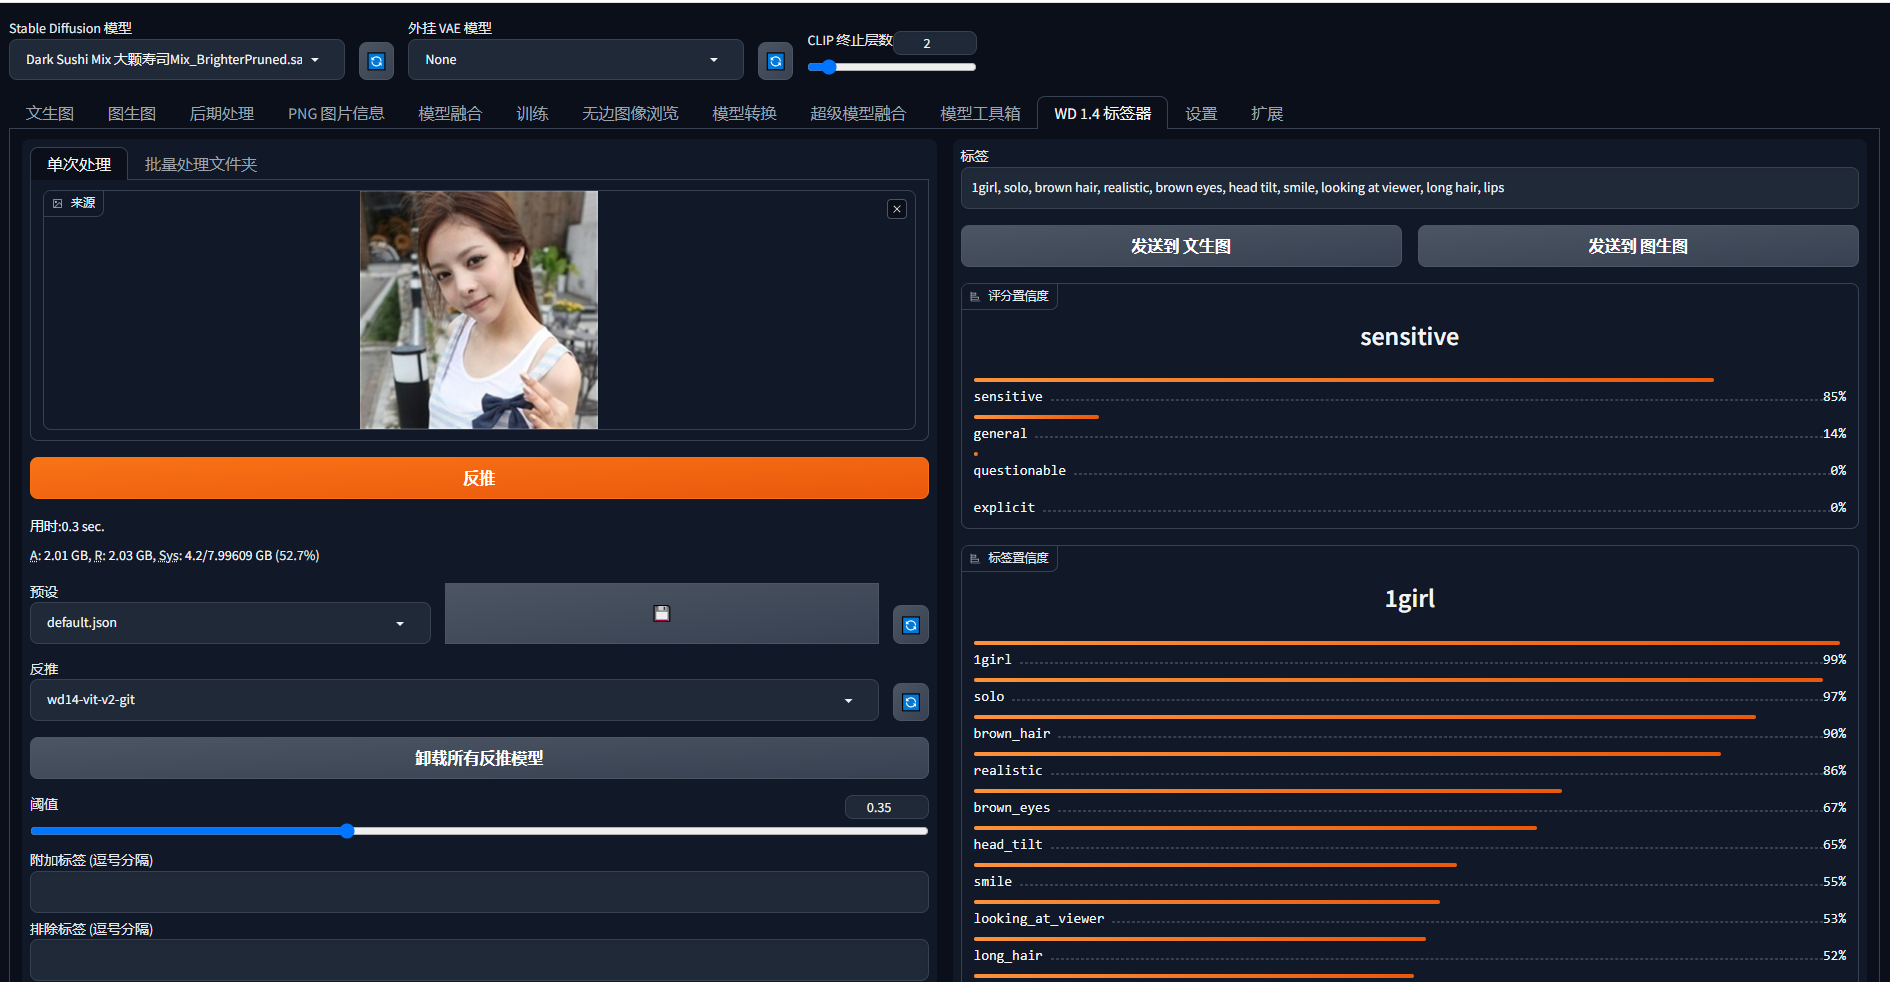 Stable Diffusion 模型
外挂 VAE 模型
CLIP 终止层数
2
Dark Sushi Mix 大颗寿司Mix_BrighterPruned.sa
None
文生图
图生图
后期处理
PNG 图片信息
模型融合
训练
无边图像浏览
模型转换
超级模型融合
模型工具箱
WD 1.4 标签器
设置
扩展
单次处理
批量处理文件夹
来源
反推
用时:0.3 sec.
A: 2.01 GB, R: 2.03 GB, Sys: 4.2/7.99609 GB (52.7%)
预设
default.json
反推
wd14-vit-v2-git
卸载所有反推模型
阈值
0.35
附加标签 (逗号分隔)
排除标签 (逗号分隔)
标签
1girl, solo, brown hair, realistic, brown eyes, head tilt, smile, looking at viewer, long hair, lips
发送到 文生图
发送到 图生图
评分置信度
sensitive
sensitive 85%
general 14%
questionable 0%
explicit 0%
标签置信度
1girl
1girl 99%
solo 97%
brown_hair 90%
realistic 86%
brown_eyes 67%
head_tilt 65%
smile 55%
looking_at_viewer 53%
long_hair 52%